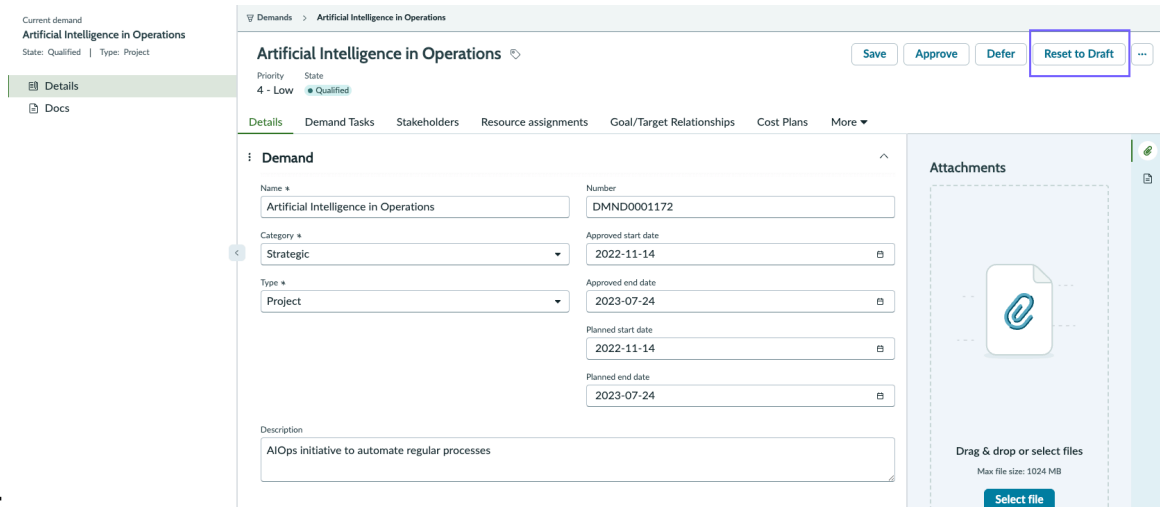 Current demand
Artificial Intelligence in Operations
State: Qualified | Type: Project
Details
Docs
Demands > Artificial Intelligence in Operations
Artificial Intelligence in Operations
Save Approve Defer Reset to Draft ...
Priority State
4 - Low Qualified
Details Demand Tasks Stakeholders Resource assignments Goal/Target Relationships Cost Plans More
Demand
Name * Number
Artificial Intelligence in Operations DMND0001172
Category * Approved start date
Strategic 2022-11-14
Type * Approved end date
Project 2023-07-24
Planned start date
2022-11-14
Planned end date
2023-07-24
Description
AIOps initiative to automate regular processes
Attachments
Drag & drop or select files
Max file size: 1024 MB
Select file